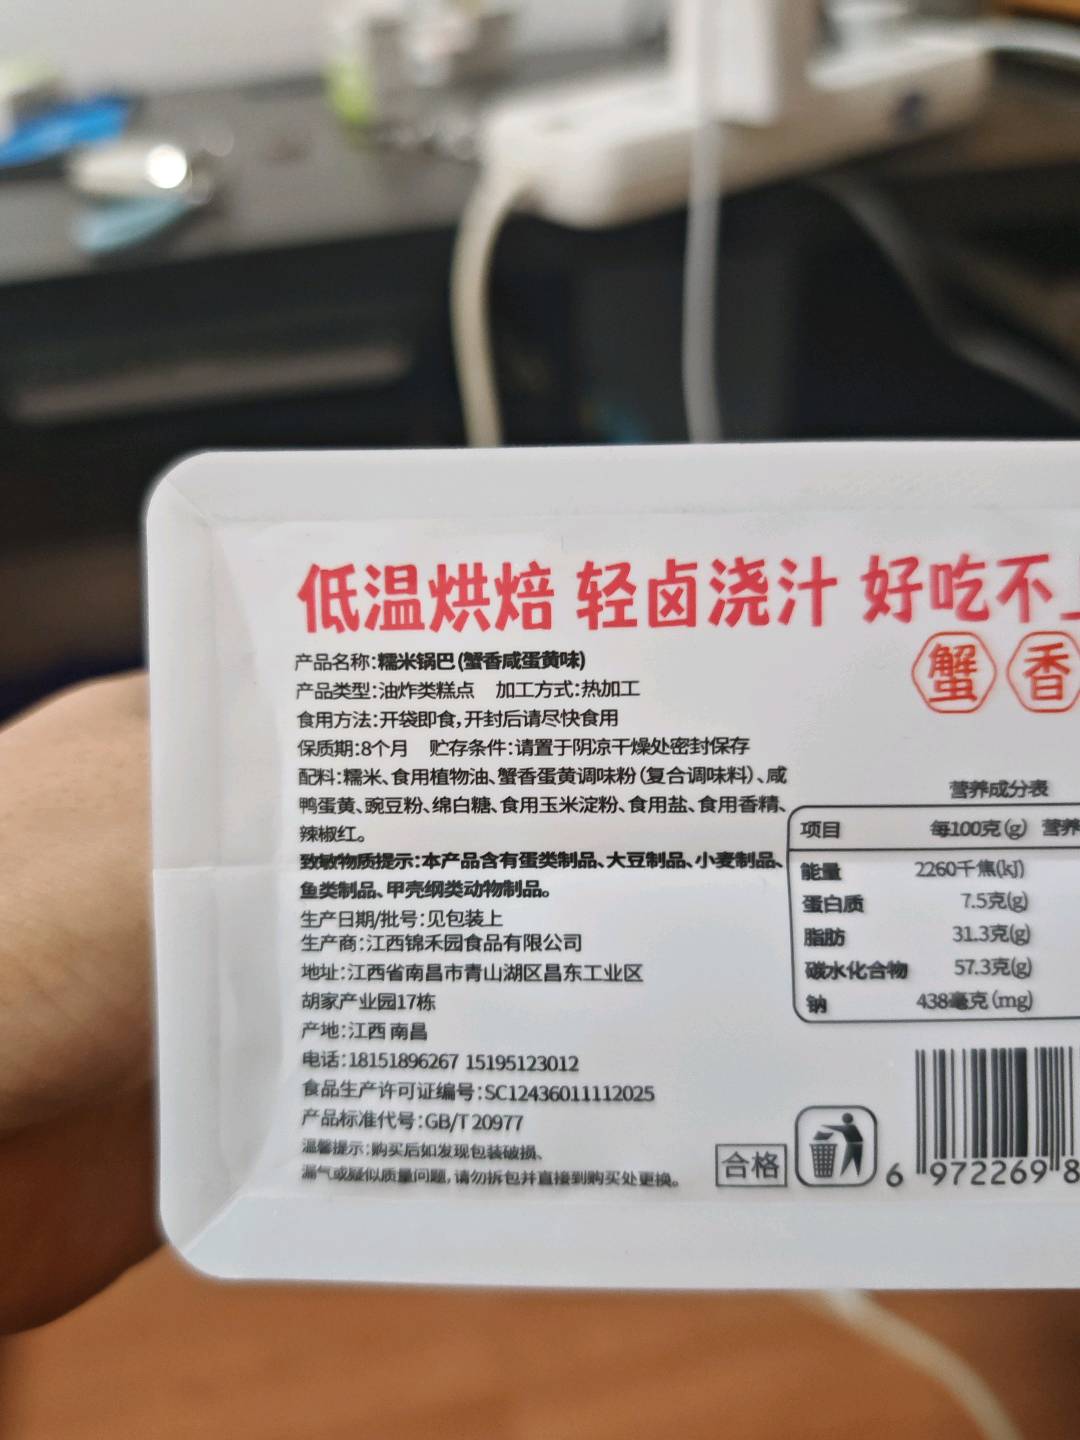 低温烘焙 轻卤浇汁 好吃不
蟹香
产品名称:糯米锅巴(蟹香咸蛋黄味)
产品类型:油炸类糕点 加工方式:热加工
食用方法:开袋即食,开封后请尽快食用
保质期:8个月 贮存条件:请置于阴凉干燥处密封保存
配料:糯米、食用植物油、蟹香蛋黄调味粉(复合调味料)、咸
鸭蛋黄、豌豆粉、绵白糖、食用玉米淀粉、食用盐、食用香精、
辣椒红。
致敏物质提示:本产品含有蛋类制品、大豆制品、小麦制品、
鱼类制品、甲壳纲类动物制品。
生产日期/批号:见包装上
生产商:江西锦禾园食品有限公司
地址:江西省南昌市青山湖区昌东工业区
胡家产业园17栋
产地:江西 南昌
电话:18151896267 15195123012
食品生产许可证编号:SC12436011112025
产品标准代号:GB/T 20977
温馨提示:购买后如发现包装破损、
漏气或疑似质量问题,请勿拆包并直接到购买处更换。
营养成分表
项目 每100克(g) 营养
能量 2260千焦(kj)
蛋白质 7.5克(g)
脂肪 31.3克(g)
碳水化合物 57.3克(g)
钠 438毫克(mg)
合格
6 972269 8